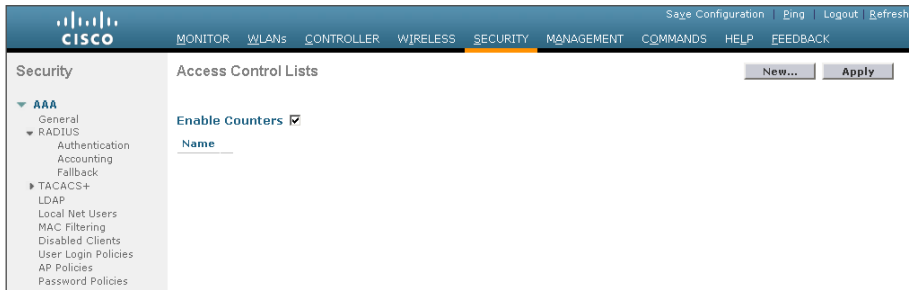 Save Configuration | Ping | Logout | Refresh
CISCO
MONITOR WLANs CONTROLLER WIRELESS SECURITY MANAGEMENT COMMANDS HELP FEEDBACK
Security
Access Control Lists
New...
Apply
AAA
General
RADIUS
Authentication
Accounting
Fallback
TACACS+
LDAP
Local Net Users
MAC Filtering
Disabled Clients
User Login Policies
AP Policies
Password Policies
Enable Counters
Name